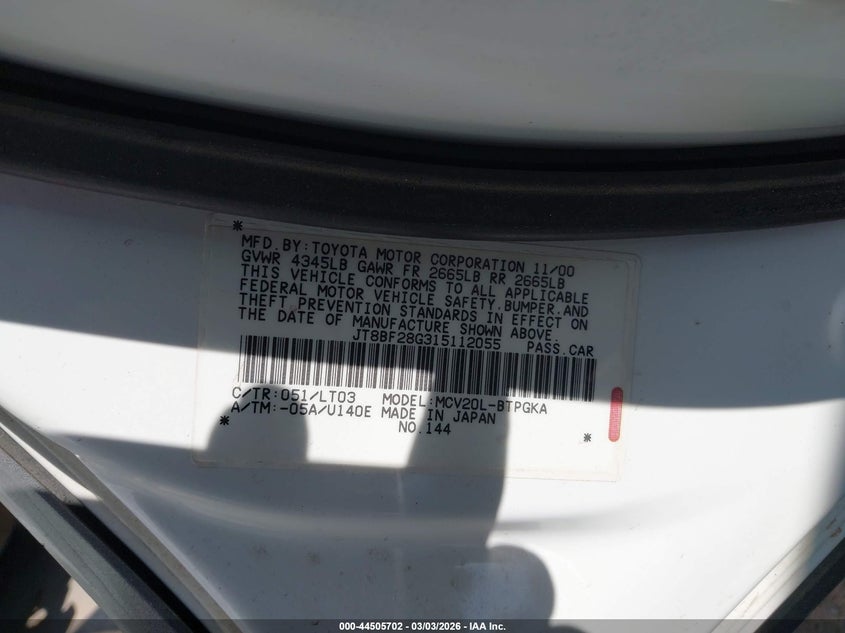 *
MFD. BY: TOYOTA MOTOR CORPORATION 11/00
GVWR 4345LB GAWR FR 2665LB RR 2665LB
THIS VEHICLE CONFORMS TO ALL APPLICABLE
FEDERAL MOTOR VEHICLE SAFETY, BUMPER, AND
THEFT PREVENTION STANDARDS IN EFFECT ON
THE DATE OF MANUFACTURE SHOWN ABOVE.
JT8BF28G315112055 PASS. CAR
C/TR: 051/LT03 MODEL: MCV20L-BTPGKA
A/TM: -05A/U140E MADE IN JAPAN
* NO. 144 *
000-44505702 - 03/03/2026 - IAA Inc.